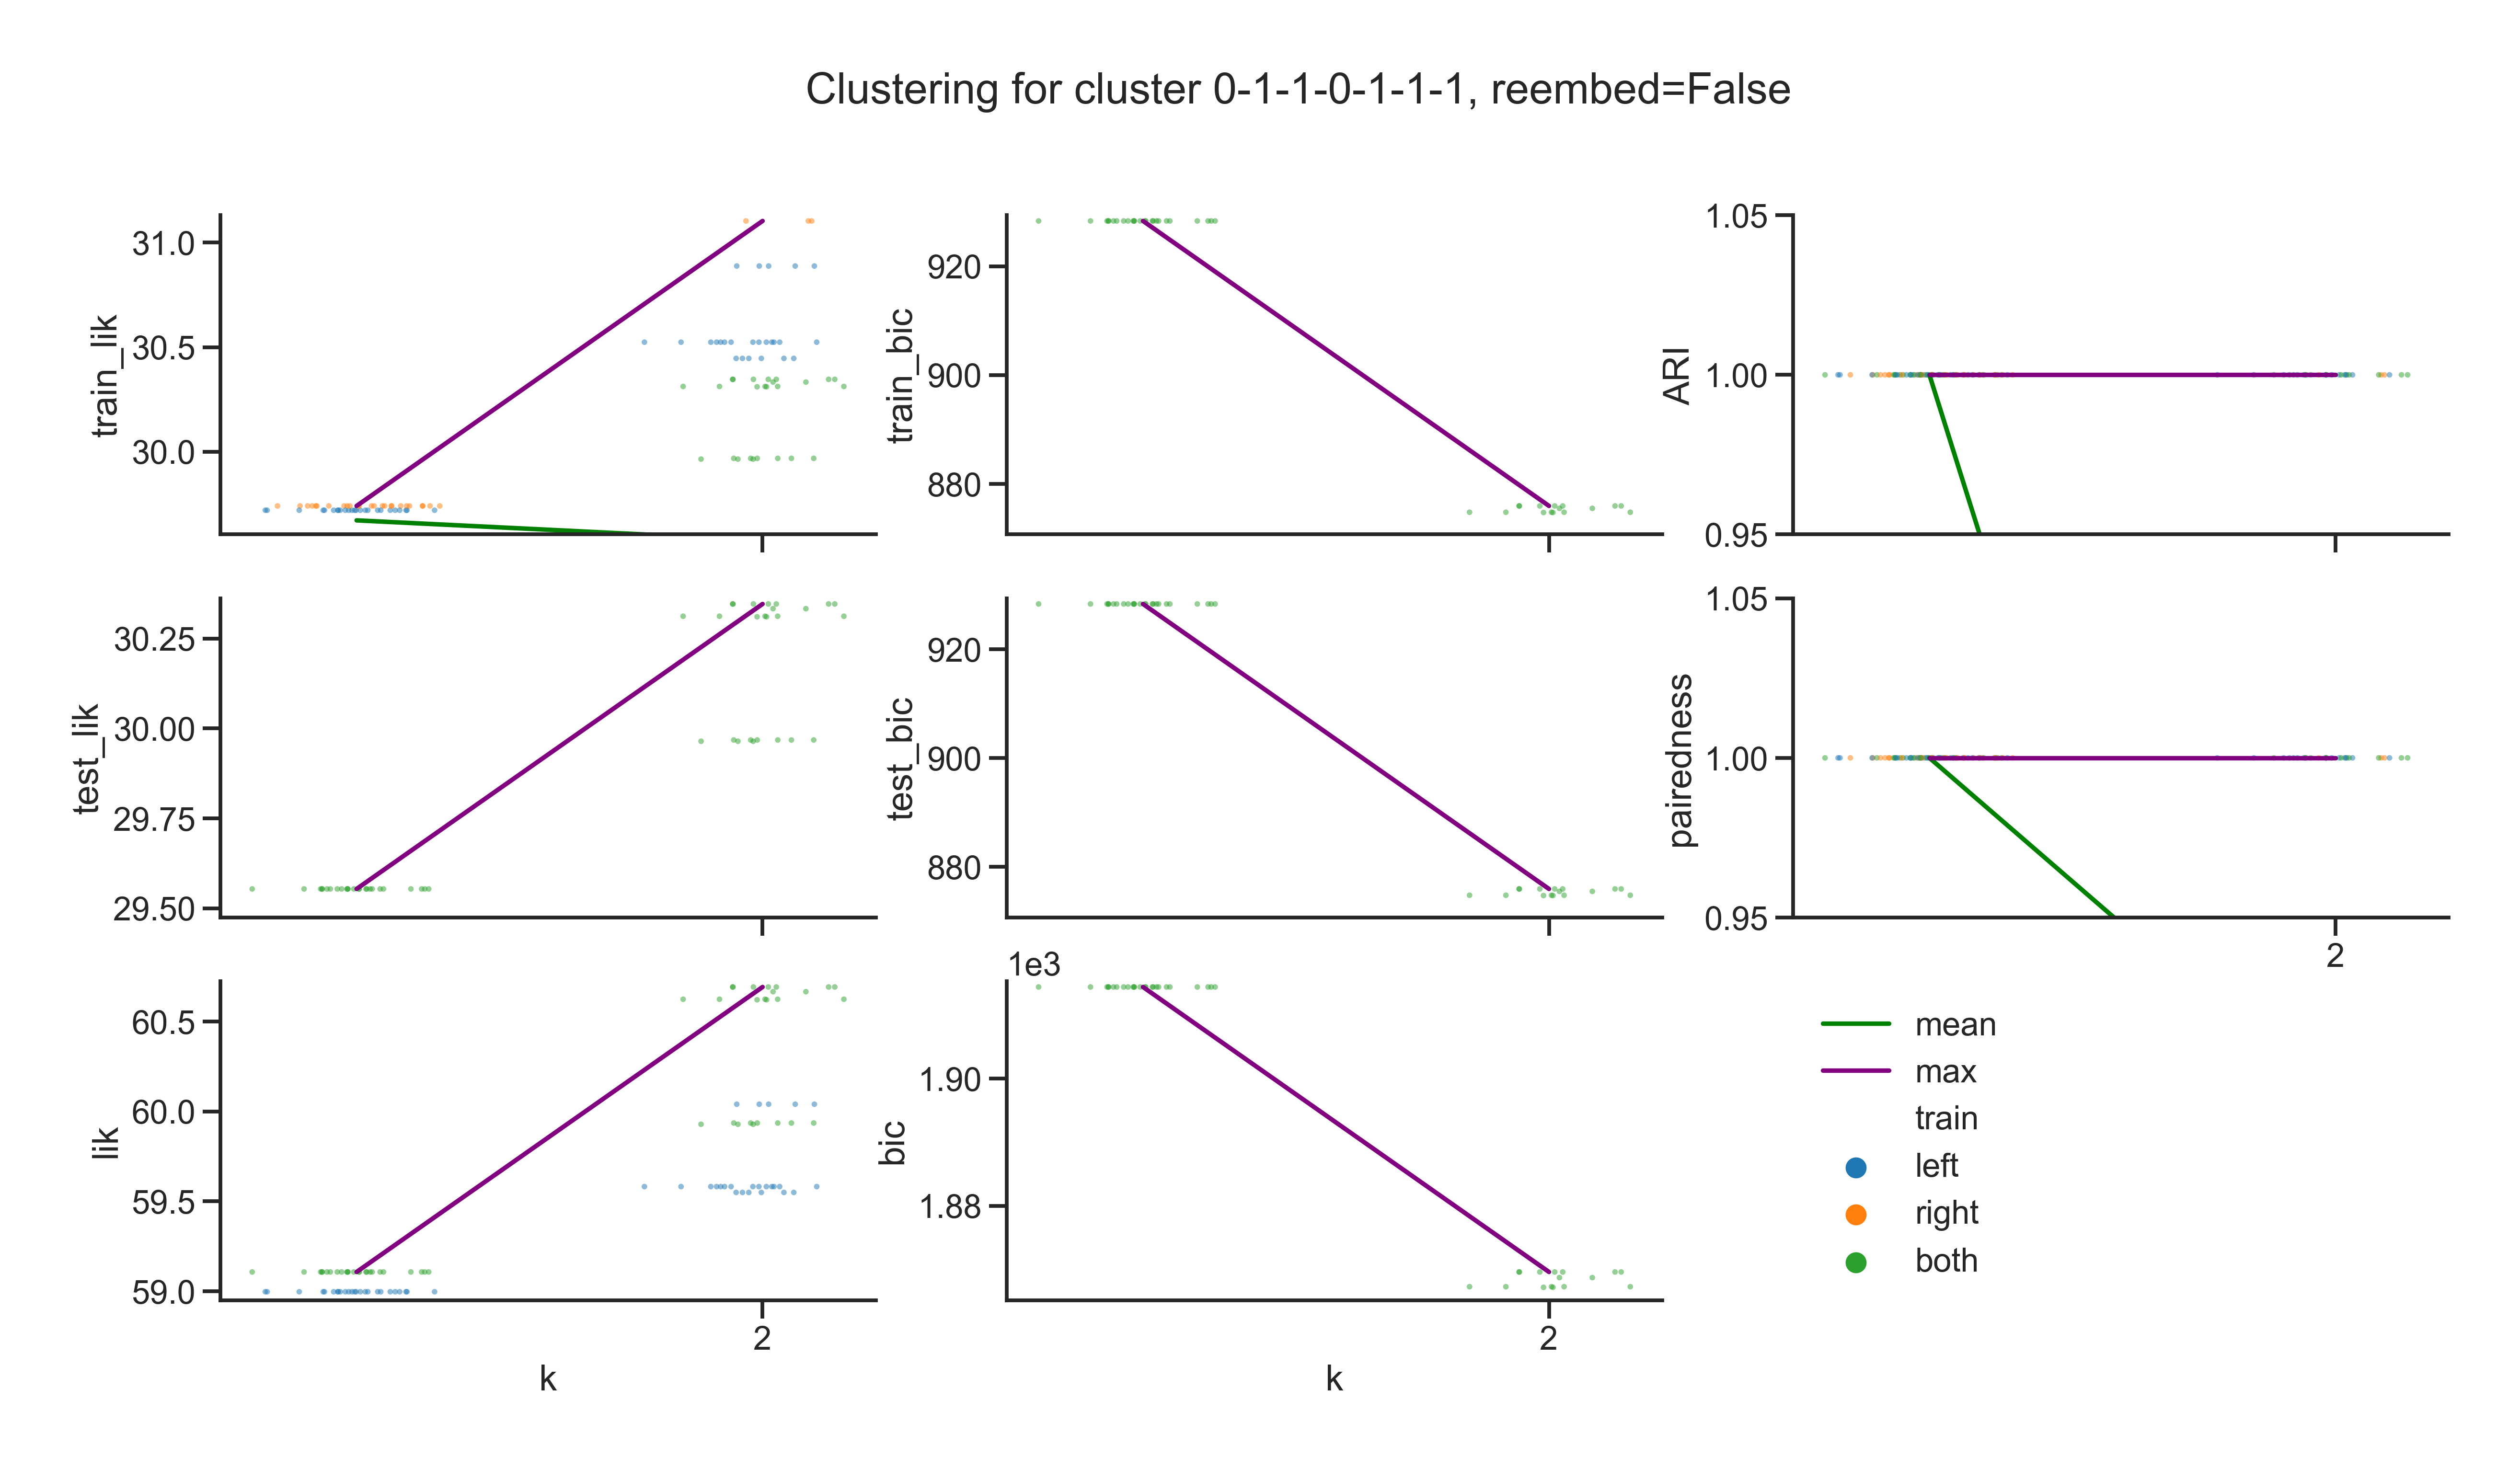 Clustering for cluster 0-1-1-0-1-1-1, reembed=False
train_lik
31.0
30.5
30.0
train_bic
920
900
880
ARI
1.05
1.00
0.95
test_lik
30.25
30.00
29.75
29.50
test_bic
920
900
880
pairedness
1.05
1.00
0.95
2
lik
60.5
60.0
59.5
59.0
2
k
bic
1e3
1.90
1.88
2
k
mean
max
train
left
right
both